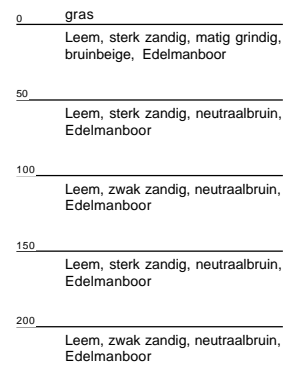 0 gras
Leem, sterk zandig, matig grindig,
bruinbeige, Edelmanboor
50
Leem, sterk zandig, neutraalbruin,
Edelmanboor
100
Leem, zwak zandig, neutraalbruin,
Edelmanboor
150
Leem, sterk zandig, neutraalbruin,
Edelmanboor
200
Leem, zwak zandig, neutraalbruin,
Edelmanboor